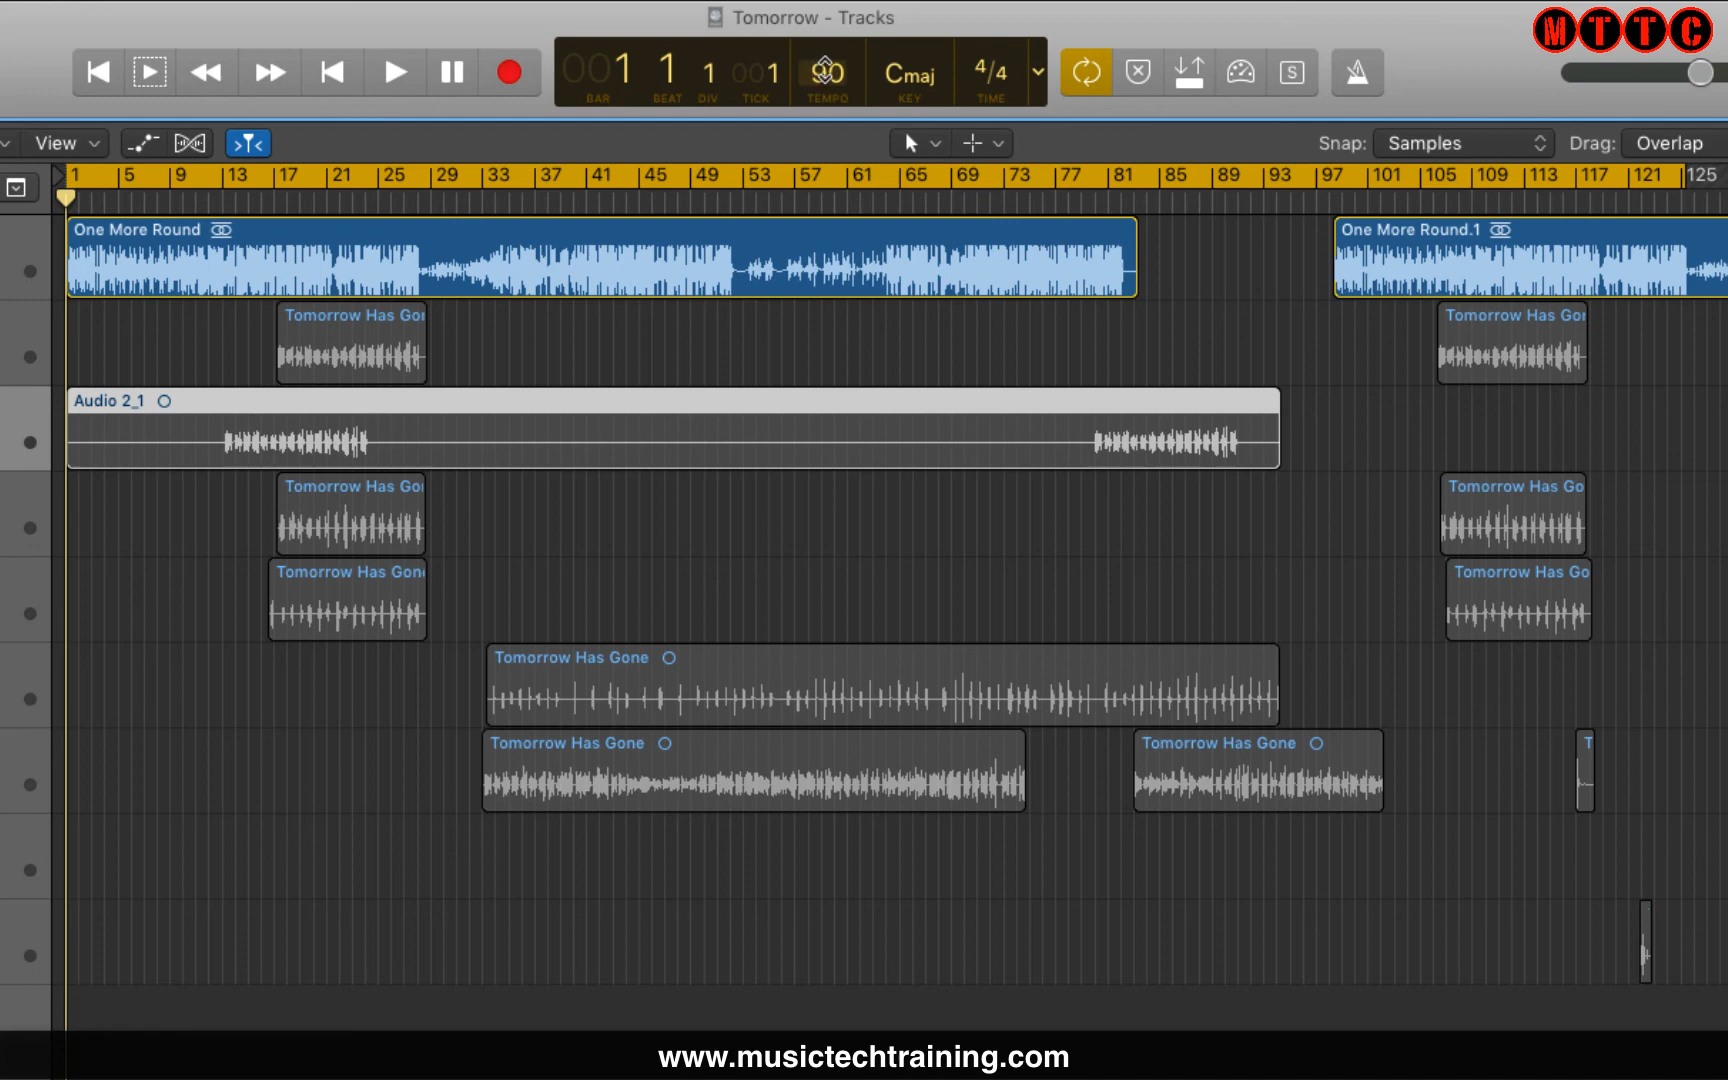 Tomorrow - Tracks
MTTC
001 1 1 001 90 Cmaj 4/4
BAR BEAT DIV TICK TEMPO KEY TIME
S
View
Snap: Samples Drag: Overlap
1 5 9 13 17 21 25 29 33 37 41 45 49 53 57 61 65 69 73 77 81 85 89 93 97 101 105 109 113 117 121 125
One More Round
One More Round.1
Tomorrow Has Gon
Tomorrow Has Gon
Audio 2_1
Tomorrow Has Gon
Tomorrow Has Go
Tomorrow Has Gone
Tomorrow Has Go
Tomorrow Has Gone
Tomorrow Has Gone
Tomorrow Has Gone
T
www.musictechtraining.com